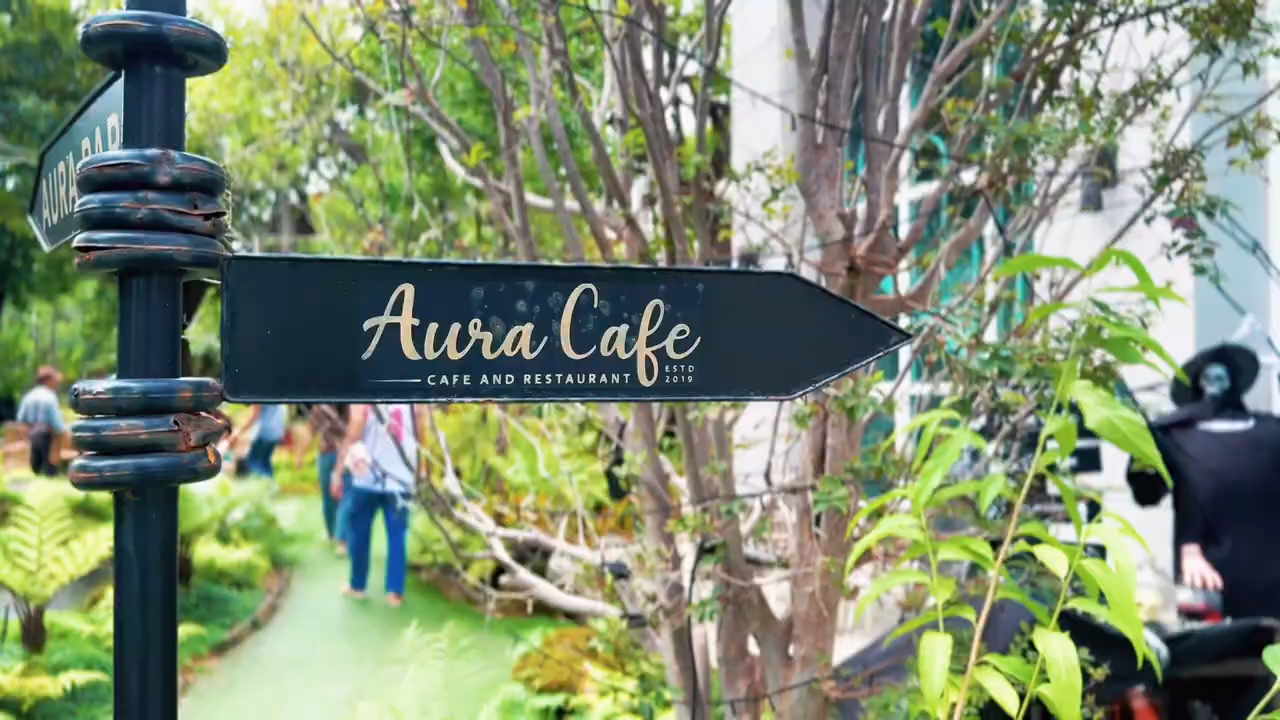 AURA BAR
Aura Cafe
CAFE AND RESTAURANT
ESTD
2019